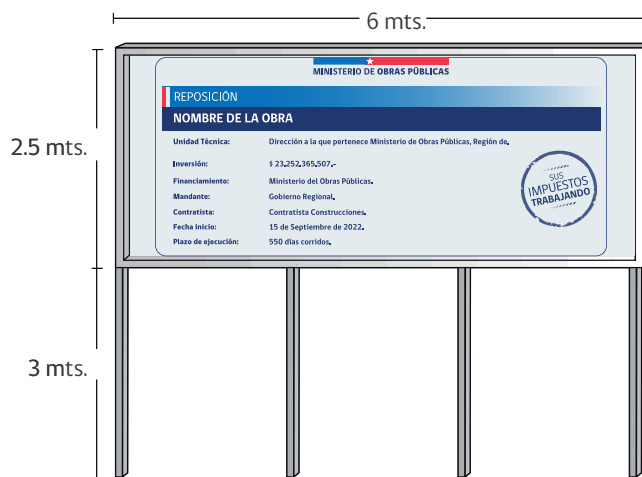 6 mts.
MINISTERIO DE OBRAS PÚBLICAS
REPOSICIÓN
NOMBRE DE LA OBRA
2.5 mts.
Unidad Técnica: Dirección a la que pertenece Ministerio de Obras Públicas, Región de.
Inversión: $ 23.252.365.507.-
Financiamiento: Ministerio del Obras Públicas.
Mandante: Gobierno Regional.
Contratista: Contratista Construcciones.
Fecha inicio: 15 de Septiembre de 2022.
Plazo de ejecución: 550 días corridos.
SUS
IMPUESTOS
TRABAJANDO
3 mts.